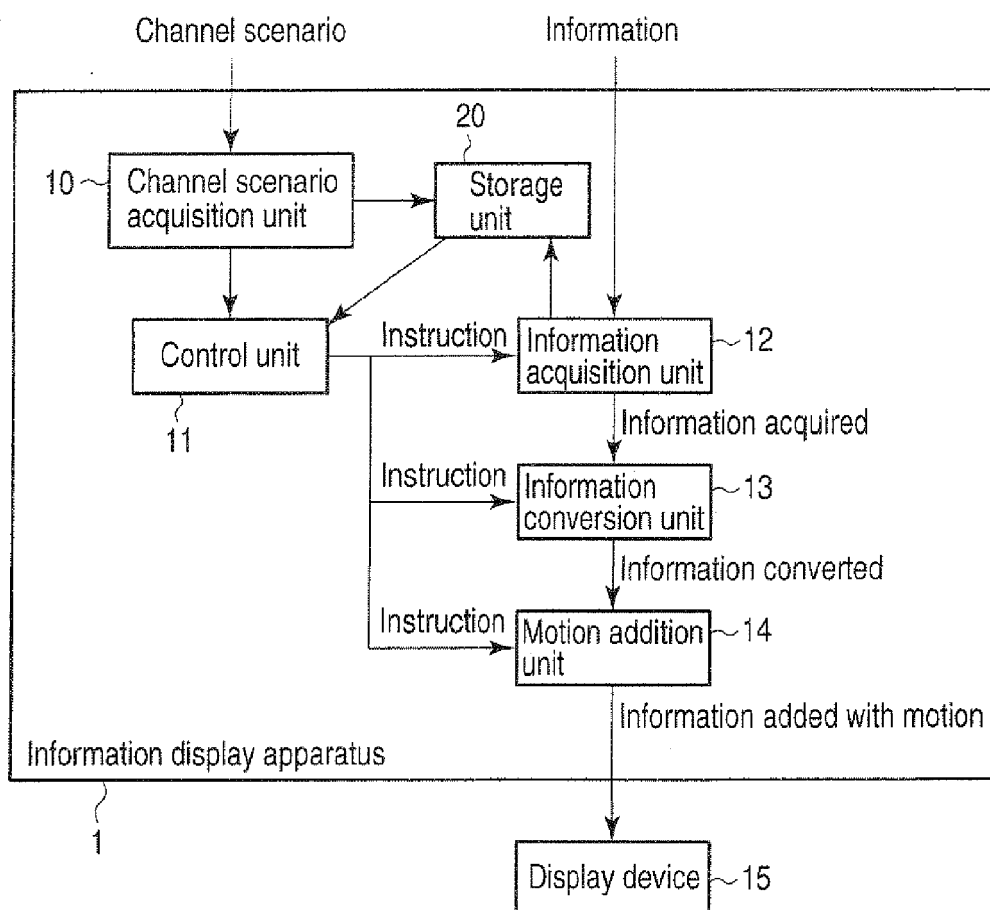 Channel scenario
Information
20
10
Channel scenario
acquisition unit
Storage
unit
Control unit
11
Instruction
Information
acquisition unit
12
Information acquired
Instruction
Information
conversion unit
13
Information converted
Instruction
Motion addition
unit
14
Information added with motion
Information display apparatus
1
Display device
15